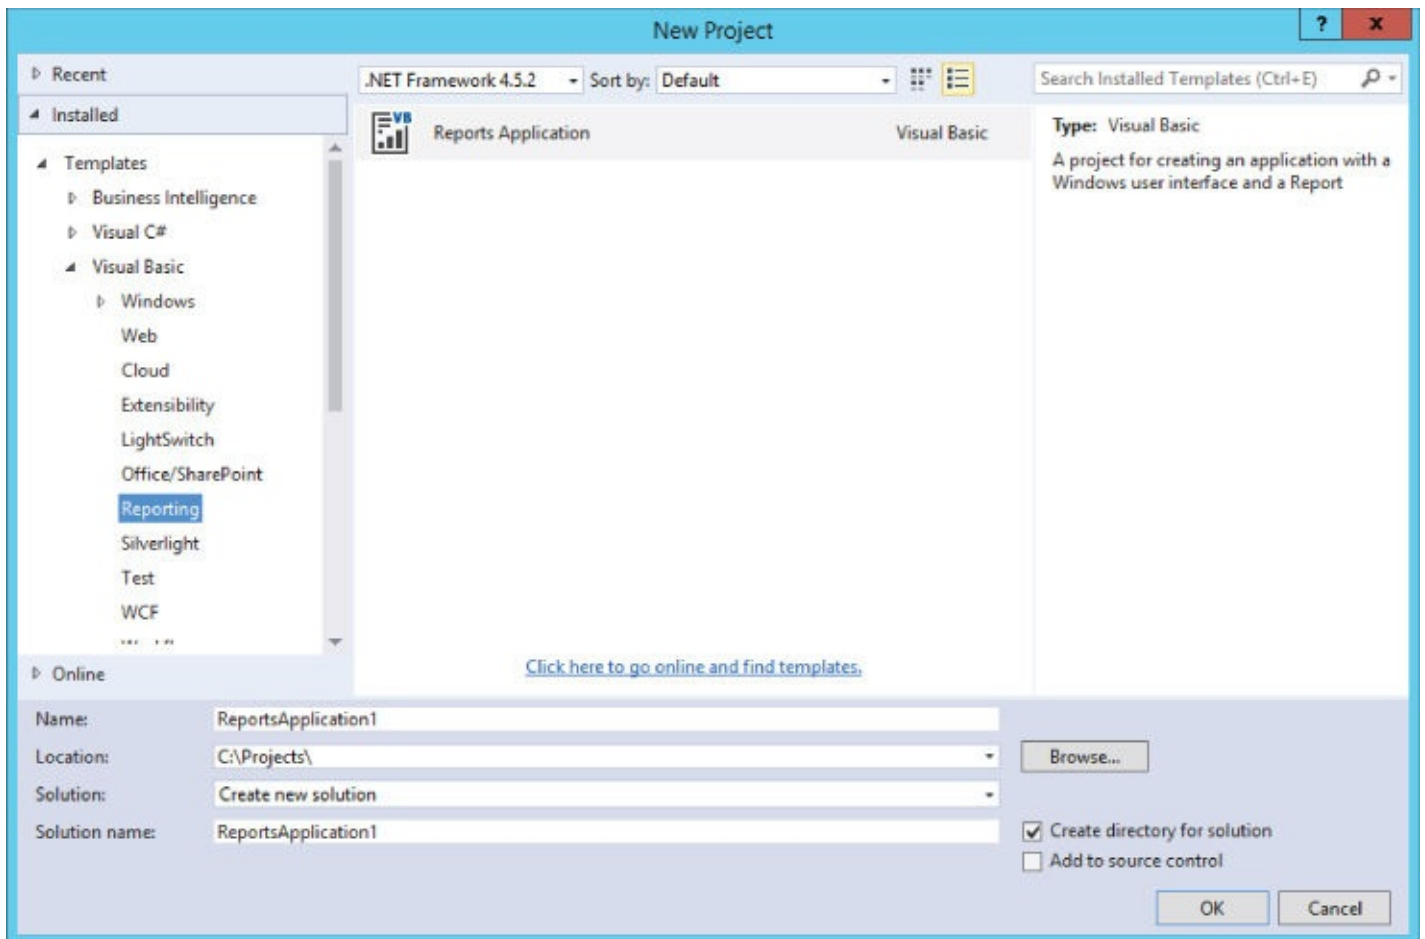 New Project
?
x
Recent
.NET Framework 4.5.2
Sort by: Default
Search Installed Templates (Ctrl+E)
Installed
Templates
Business Intelligence
Visual C#
Visual Basic
Windows
Web
Cloud
Extensibility
LightSwitch
Office/SharePoint
Reporting
Silverlight
Test
WCF
Online
VB
Reports Application
Visual Basic
Click here to go online and find templates.
Type: Visual Basic
A project for creating an application with a
Windows user interface and a Report
Name: ReportsApplication1
Location: C:\Projects\
Browse...
Solution: Create new solution
Solution name: ReportsApplication1
Create directory for solution
Add to source control
OK
Cancel